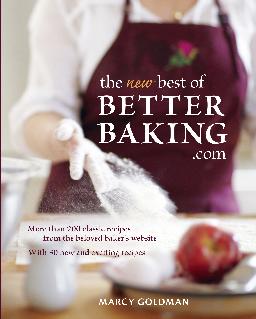 the new best of
BETTER
BAKING
.com
More than 200 classic recipes
from the beloved baker's website
With 50 new and exciting recipes
MARCY GOLDMAN